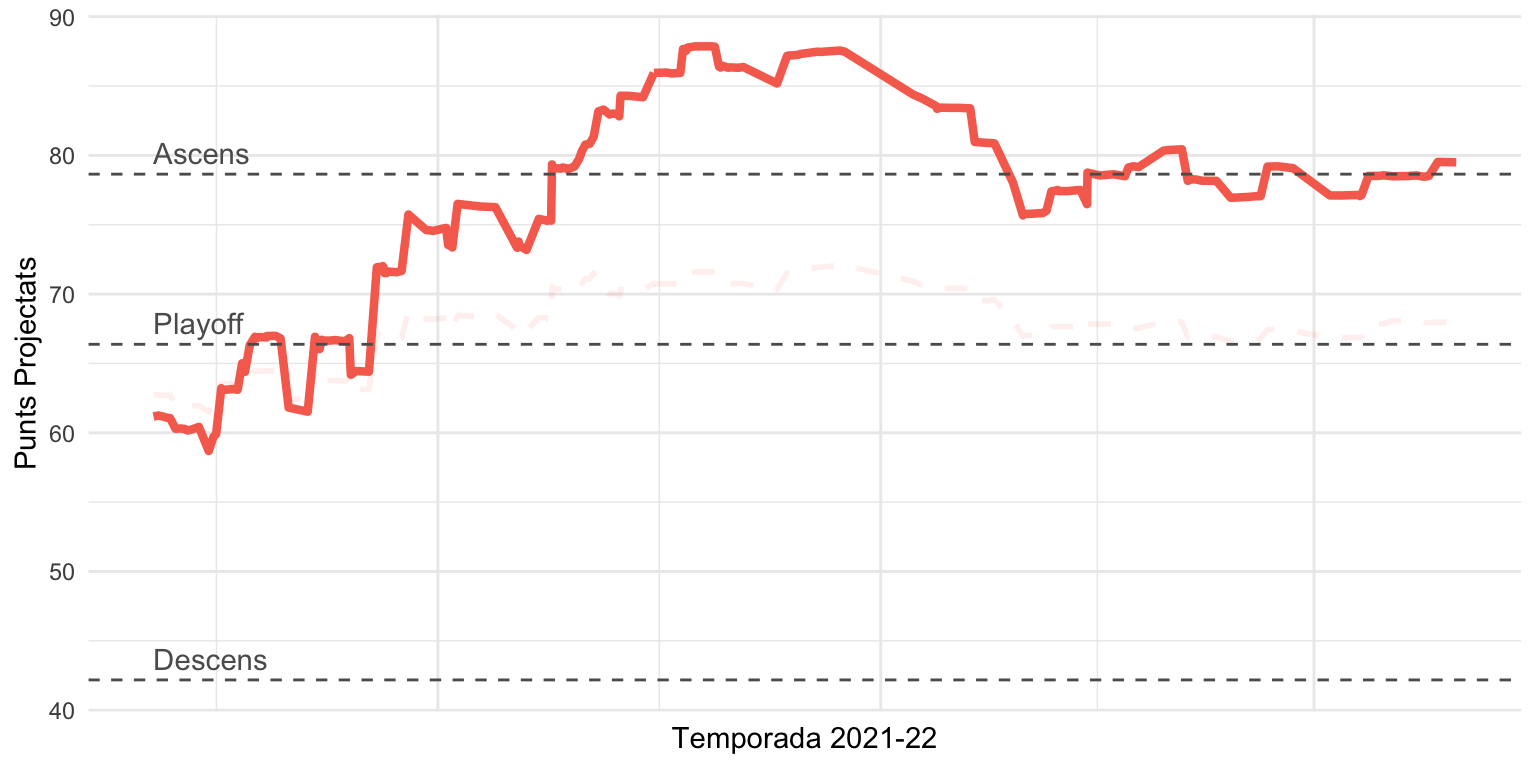 90
80
70
60
50
40
Punts Projectats
Ascens
Playoff
Descens
Temporada 2021-22